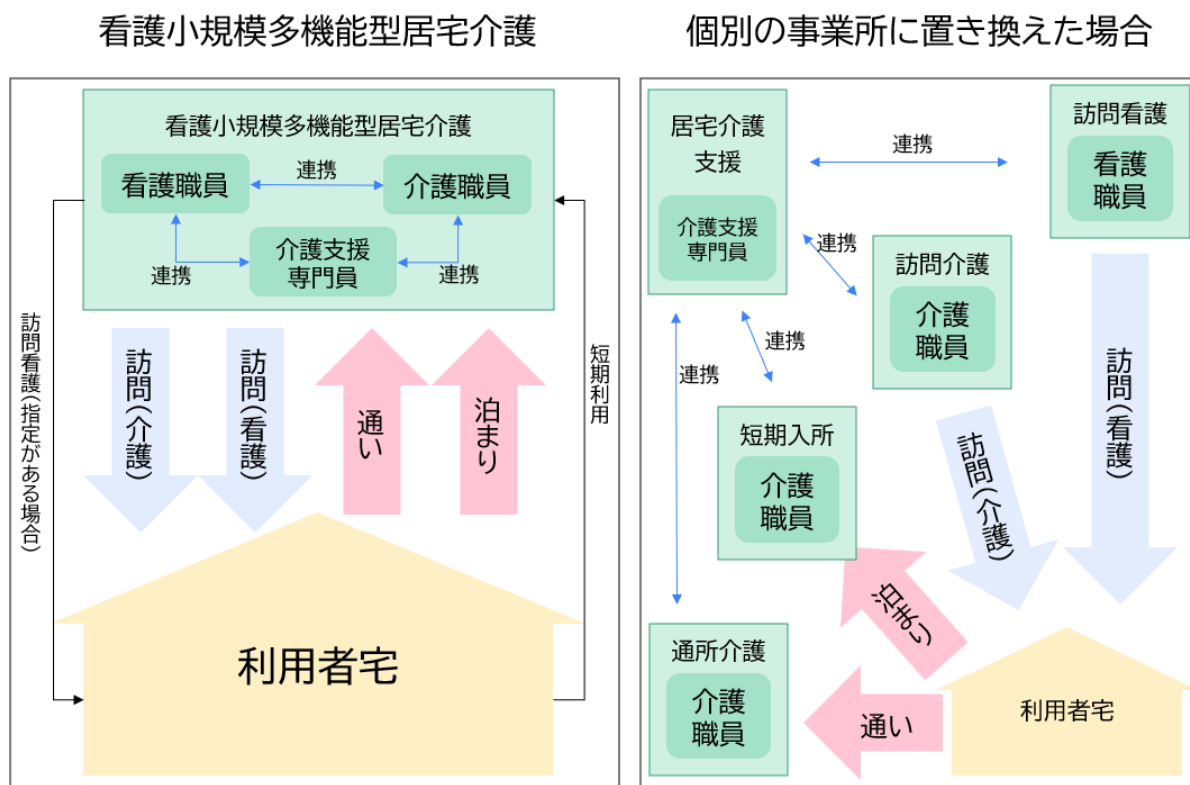 看護小規模多機能型居宅介護
看護小規模多機能型居宅介護
看護職員
連携
介護職員
連携
介護支援
専門員
連携
訪問看護(指定がある場合)
訪問(介護)
訪問(看護)
通い
泊まり
短期利用
利用者宅
個別の事業所に置き換えた場合
居宅介護
支援
介護支援
専門員
連携
訪問看護
看護
職員
連携
訪問介護
介護
職員
連携
連携
短期入所
介護
職員
訪問(介護)
訪問(看護)
泊まり
通所介護
介護
職員
通い
利用者宅